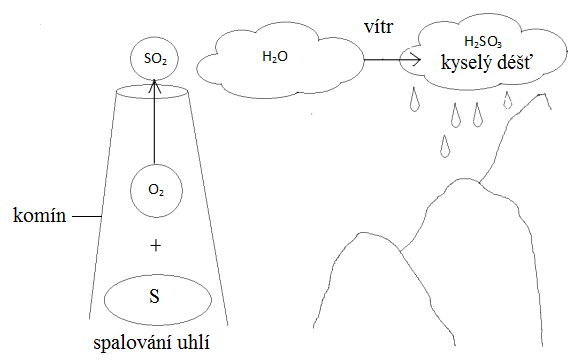 vítr
SO₂
H₂O
H₂SO₃
kyselý déšť
O₂
komín
+
S
spalování uhlí